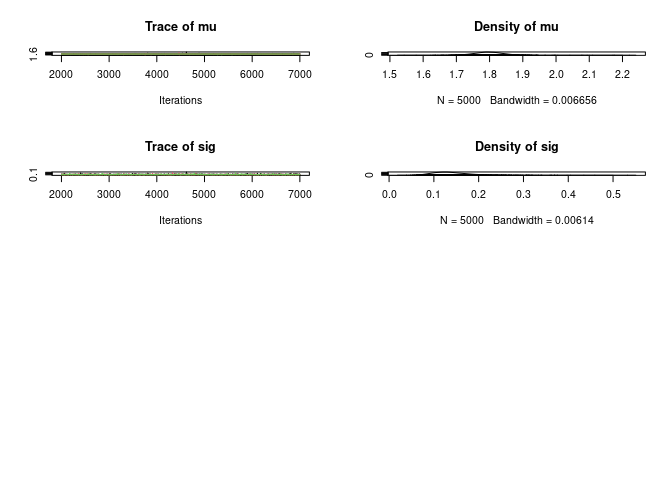 Trace of mu
1.6
2000 3000 4000 5000 6000 7000
Iterations
Density of mu
0
1.5 1.6 1.7 1.8 1.9 2.0 2.1 2.2
N = 5000 Bandwidth = 0.006656
Trace of sig
0.1
2000 3000 4000 5000 6000 7000
Iterations
Density of sig
0
0.0 0.1 0.2 0.3 0.4 0.5
N = 5000 Bandwidth = 0.00614